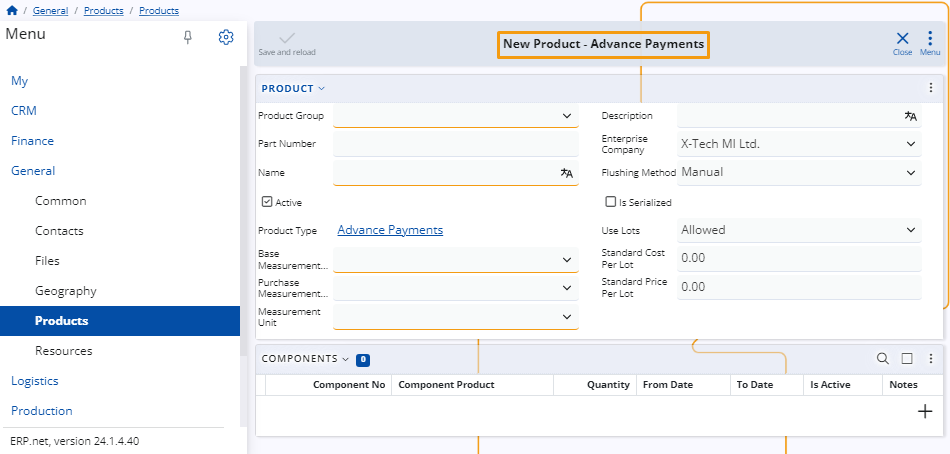 / General / Products / Products
Menu
My
CRM
Finance
General
Common
Contacts
Files
Geography
Products
Resources
Logistics
Production
ERP.net, version 24.1.4.40
Save and reload
New Product - Advance Payments
Close
Menu
PRODUCT
Product Group
Description
Part Number
Enterprise
Company
X-Tech MI Ltd.
Name
Flushing Method
Manual
Active
Is Serialized
Product Type
Advance Payments
Use Lots
Allowed
Base
Measurement...
Standard Cost
Per Lot
0.00
Purchase
Measurement...
Standard Price
Per Lot
0.00
Measurement
Unit
COMPONENTS 0
Component No Component Product Quantity From Date To Date Is Active Notes